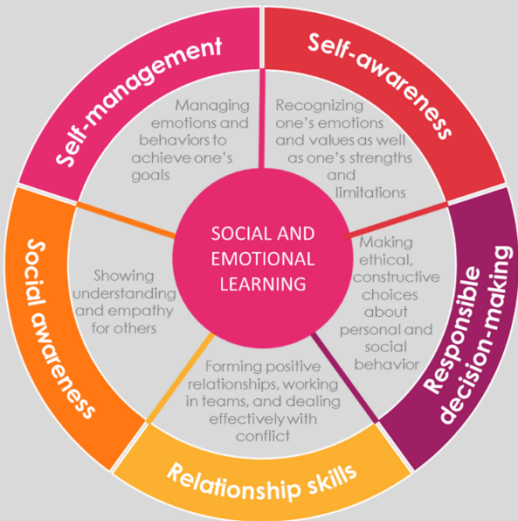 Self-management
Managing
emotions and
behaviors to
achieve one's
goals
Self-awareness
Recognizing
one's emotions
and values as well
as one's strengths
and
limitations
SOCIAL AND
EMOTIONAL
LEARNING
Social awareness
Showing
understanding
and empathy
for others
Making
ethical,
constructive
choices
about
personal and
social
behavior
Responsible
decision-making
Forming positive
relationships, working
in teams, and dealing
effectively with
conflict
Relationship skills